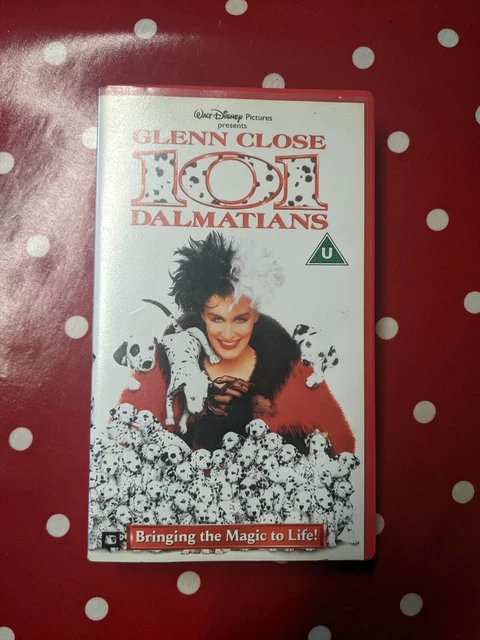 Walt Disney Pictures
presents
GLENN CLOSE
101
DALMATIANS
U
Bringing the Magic to Life!